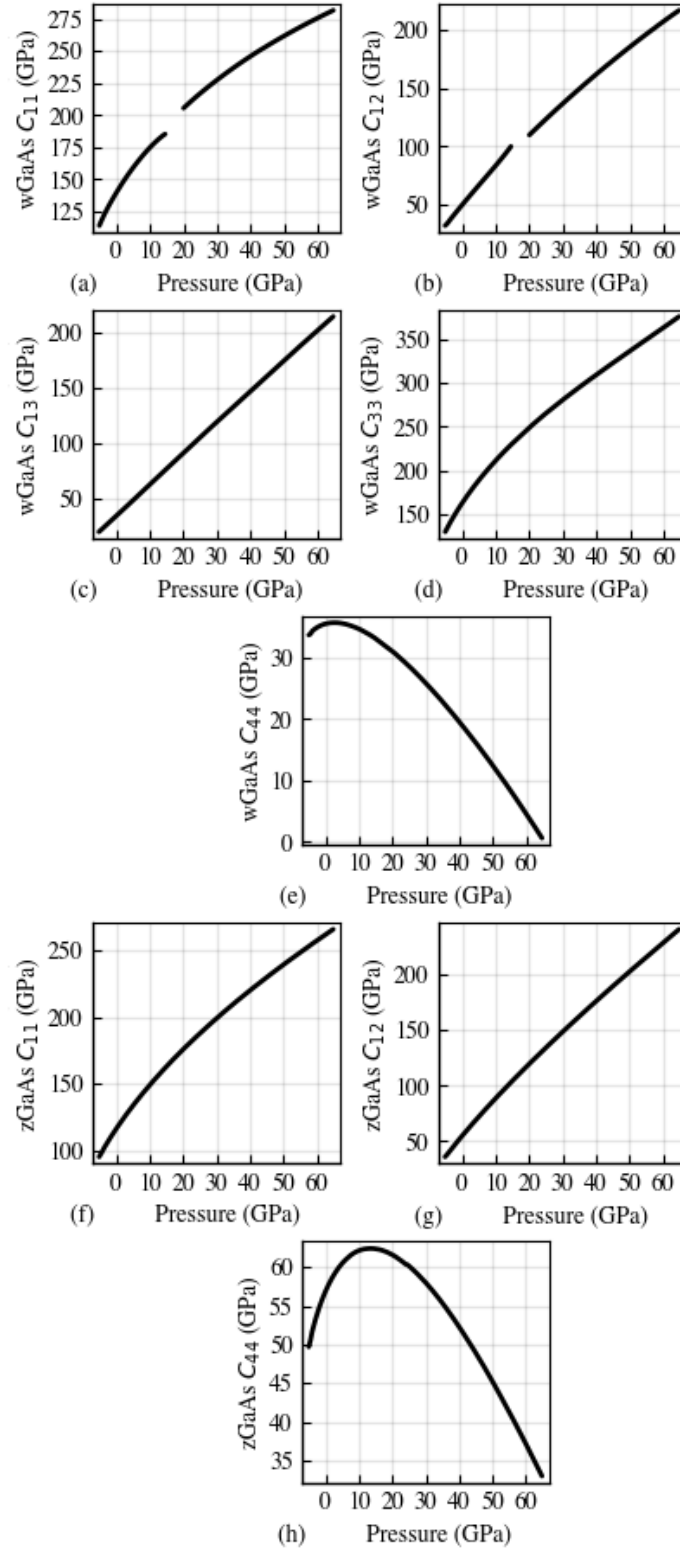 275
250
225
200
175
150
125
wGaAs C11 (GPa)
0 10 20 30 40 50 60
(a) Pressure (GPa)
200
150
100
50
wGaAs C12 (GPa)
0 10 20 30 40 50 60
(b) Pressure (GPa)
200
150
100
50
wGaAs C13 (GPa)
0 10 20 30 40 50 60
(c) Pressure (GPa)
350
300
250
200
150
wGaAs C33 (GPa)
0 10 20 30 40 50 60
(d) Pressure (GPa)
30
20
10
0
wGaAs C44 (GPa)
0 10 20 30 40 50 60
(e) Pressure (GPa)
250
200
150
100
zGaAs C11 (GPa)
0 10 20 30 40 50 60
(f) Pressure (GPa)
200
150
100
50
zGaAs C12 (GPa)
0 10 20 30 40 50 60
(g) Pressure (GPa)
60
55
50
45
40
35
zGaAs C44 (GPa)
0 10 20 30 40 50 60
(h) Pressure (GPa)